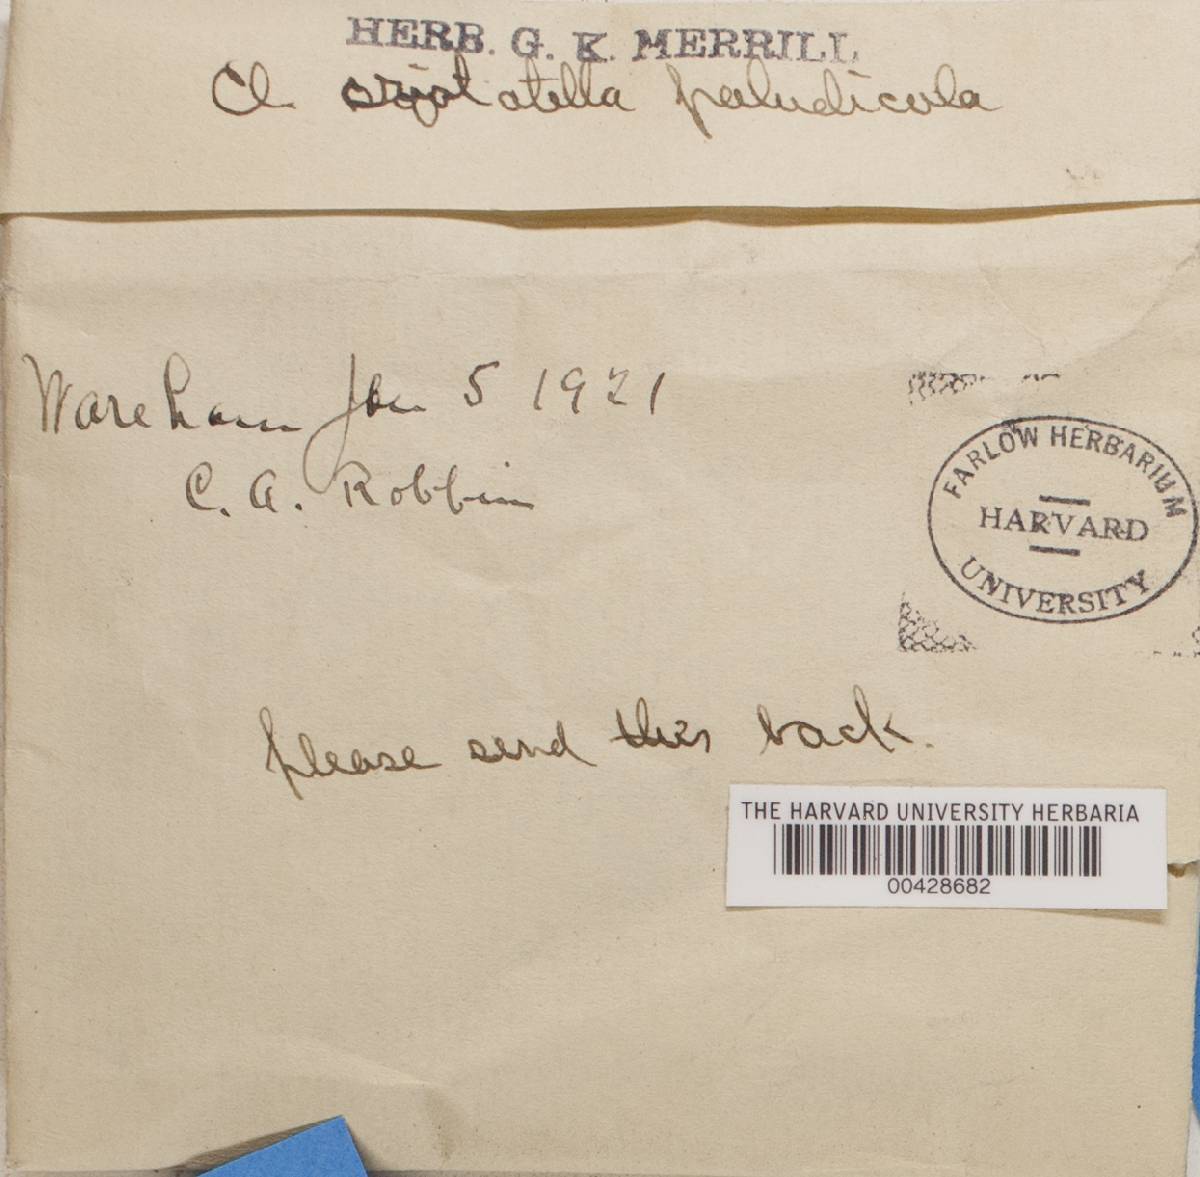 HERB. G. K. MERRILL
Cl. cristatella paludicola
Wareham Jan 5 1921
C. A. Robbins
FARLOW HERBARIUM
HARVARD
UNIVERSITY
please send this back.
THE HARVARD UNIVERSITY HERBARIA
00428682